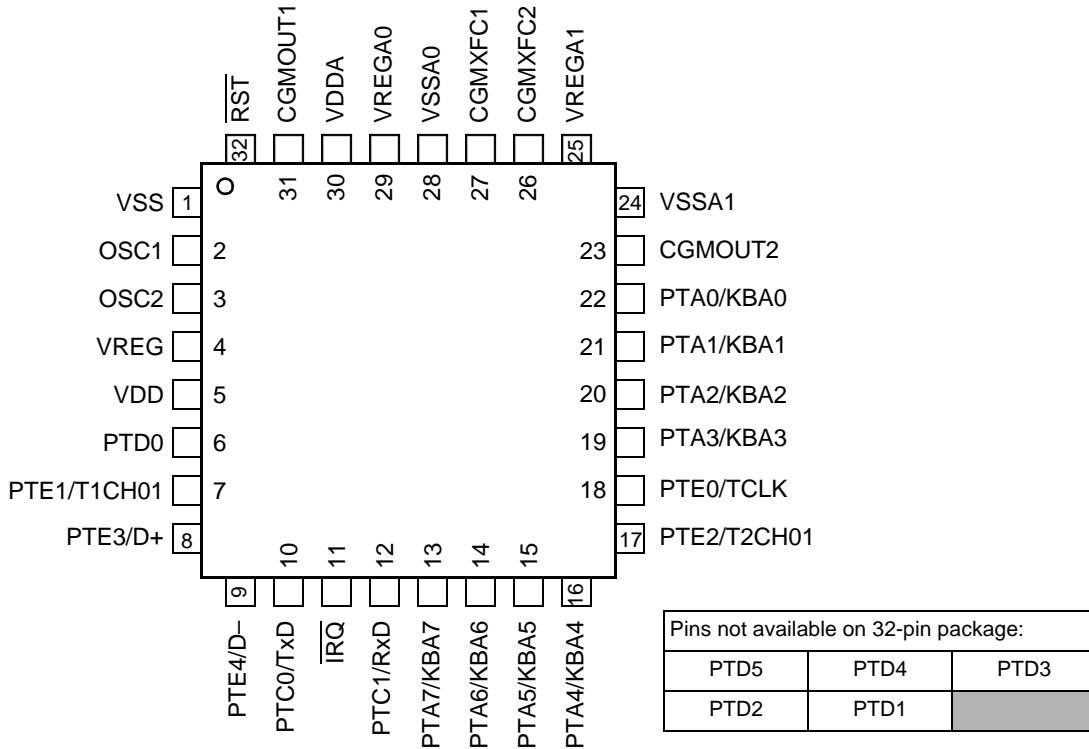 RST
CGMOUT1
VDDA
VREGA0
VSSA0
CGMXFC1
CGMXFC2
VREGA1
32
31
30
29
28
27
26
25
VSS 1
OSC1 2
OSC2 3
VREG 4
VDD 5
PTD0 6
PTE1/T1CH01 7
PTE3/D+ 8
24 VSSA1
23 CGMOUT2
22 PTA0/KBA0
21 PTA1/KBA1
20 PTA2/KBA2
19 PTA3/KBA3
18 PTE0/TCLK
17 PTE2/T2CH01
9
10
11
12
13
14
15
16
PTE4/D–
PTC0/TxD
IRQ
PTC1/RxD
PTA7/KBA7
PTA6/KBA6
PTA5/KBA5
PTA4/KBA4
Pins not available on 32-pin package:
PTD5 PTD4 PTD3
PTD2 PTD1